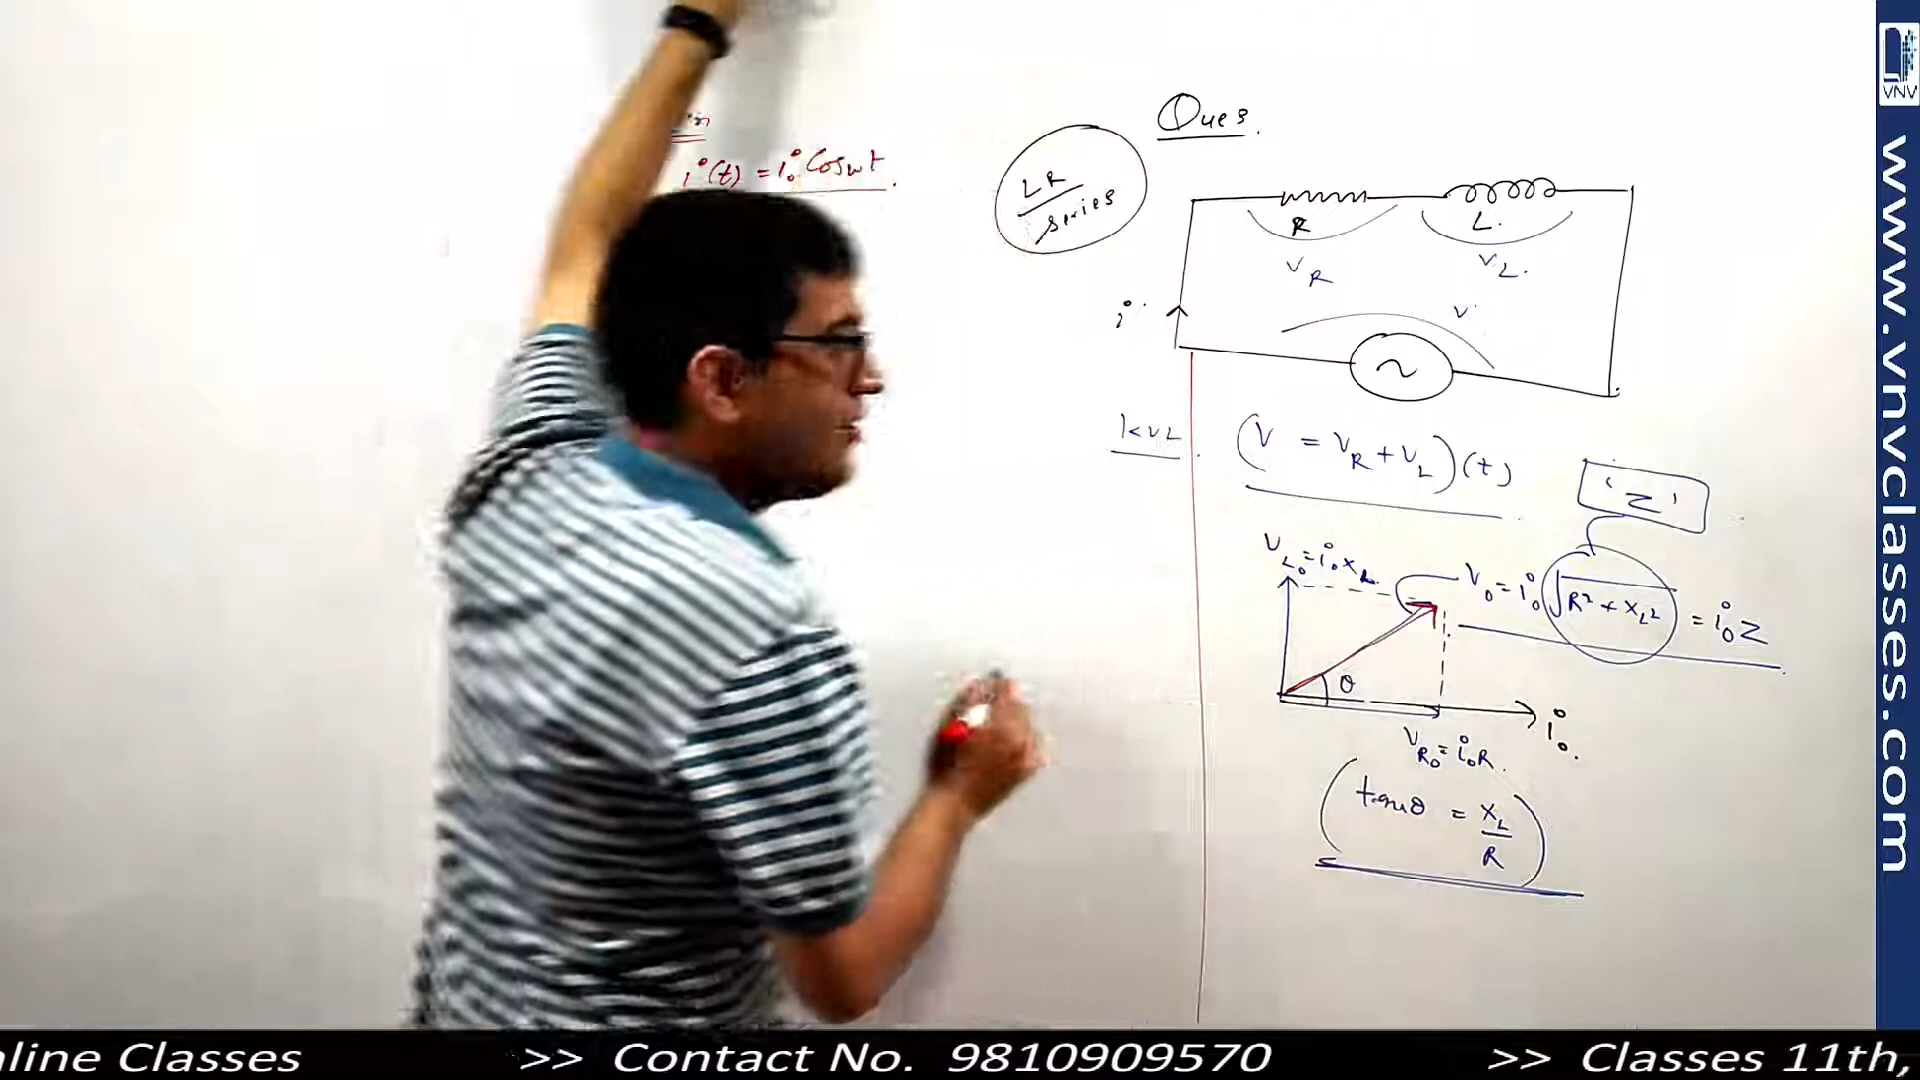 i(t) = i₀ Cosωt
Ques.
LR
series
R
L.
V_R
V_L.
V
i
KVL
(V = V_R + V_L)(t)
'Z'
V_L₀ = i₀X_L
V₀ = i₀ √(R² + X_L²) = i₀Z
θ
i₀.
V_R₀ = i₀R.
(tanθ = X_L/R)
VNV
www.vnvclasses.com
nline Classes >> Contact No. 9810909570 >> Classes 11th,